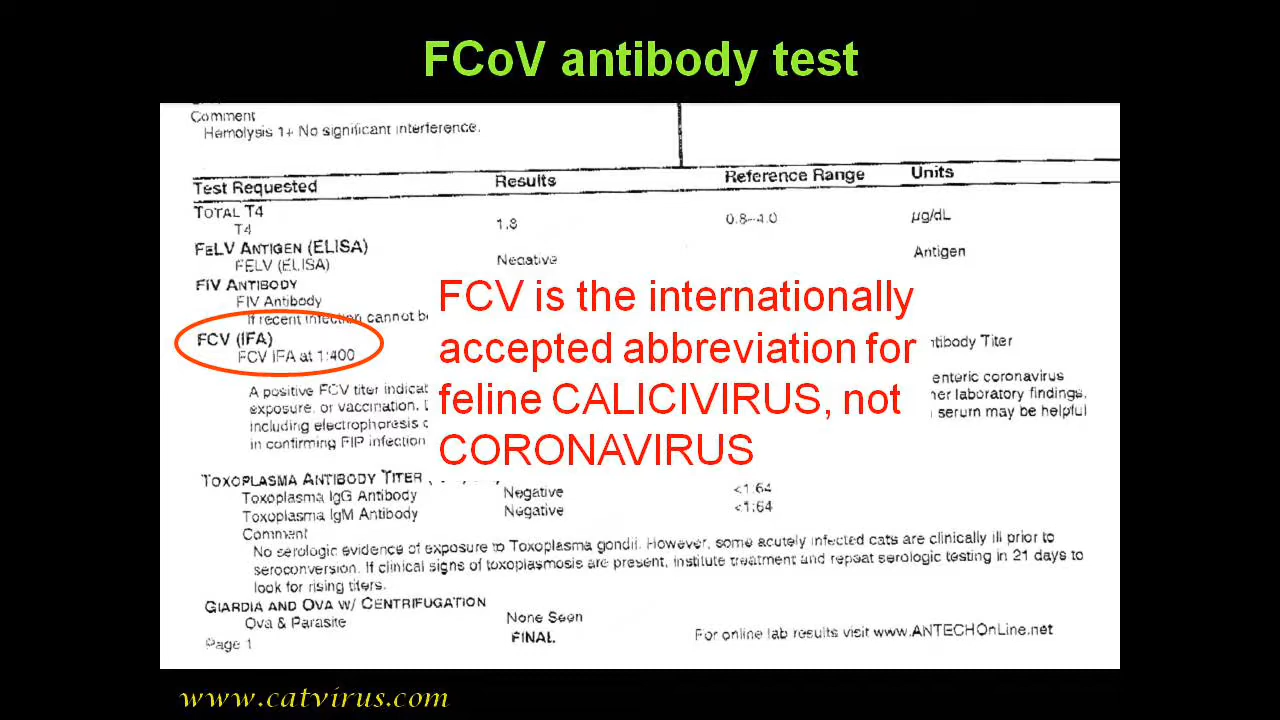 FCoV antibody test
Comment
Hemolysis 1+ No significant interference.
Test Requested Results Reference Range Units
TOTAL T4
T4 1.8 0.8-4.0 µg/dL
FELV ANTIGEN (ELISA)
FELV (ELISA) Negative Antigen
FIV ANTIBODY
FIV Antibody
If recent infection cannot be
FCV (IFA)
FCV IFA at 1:400 ntibody Titer
FCV is the internationally
accepted abbreviation for
feline CALICIVIRUS, not
CORONAVIRUS
A positive FCV titer indicat enteric coronavirus
exposure, or vaccination. her laboratory findings,
including electrophoresis serum may be helpful
in confirming FIP infection
TOXOPLASMA ANTIBODY TITER
Toxoplasma IgG Antibody Negative <1:64
Toxoplasma IgM Antibody Negative <1:64
Comment
No serologic evidence of exposure to Toxoplasma gondii. However, some acutely infected cats are clinically ill prior to
seroconversion. If clinical signs of toxoplasmosis are present, institute treatment and repeat serologic testing in 21 days to
look for rising titers.
GIARDIA AND OVA W/ CENTRIFUGATION
Ova & Parasite None Seen
Page 1 FINAL For online lab results visit www.ANTECHOnLine.net
www.catvirus.com